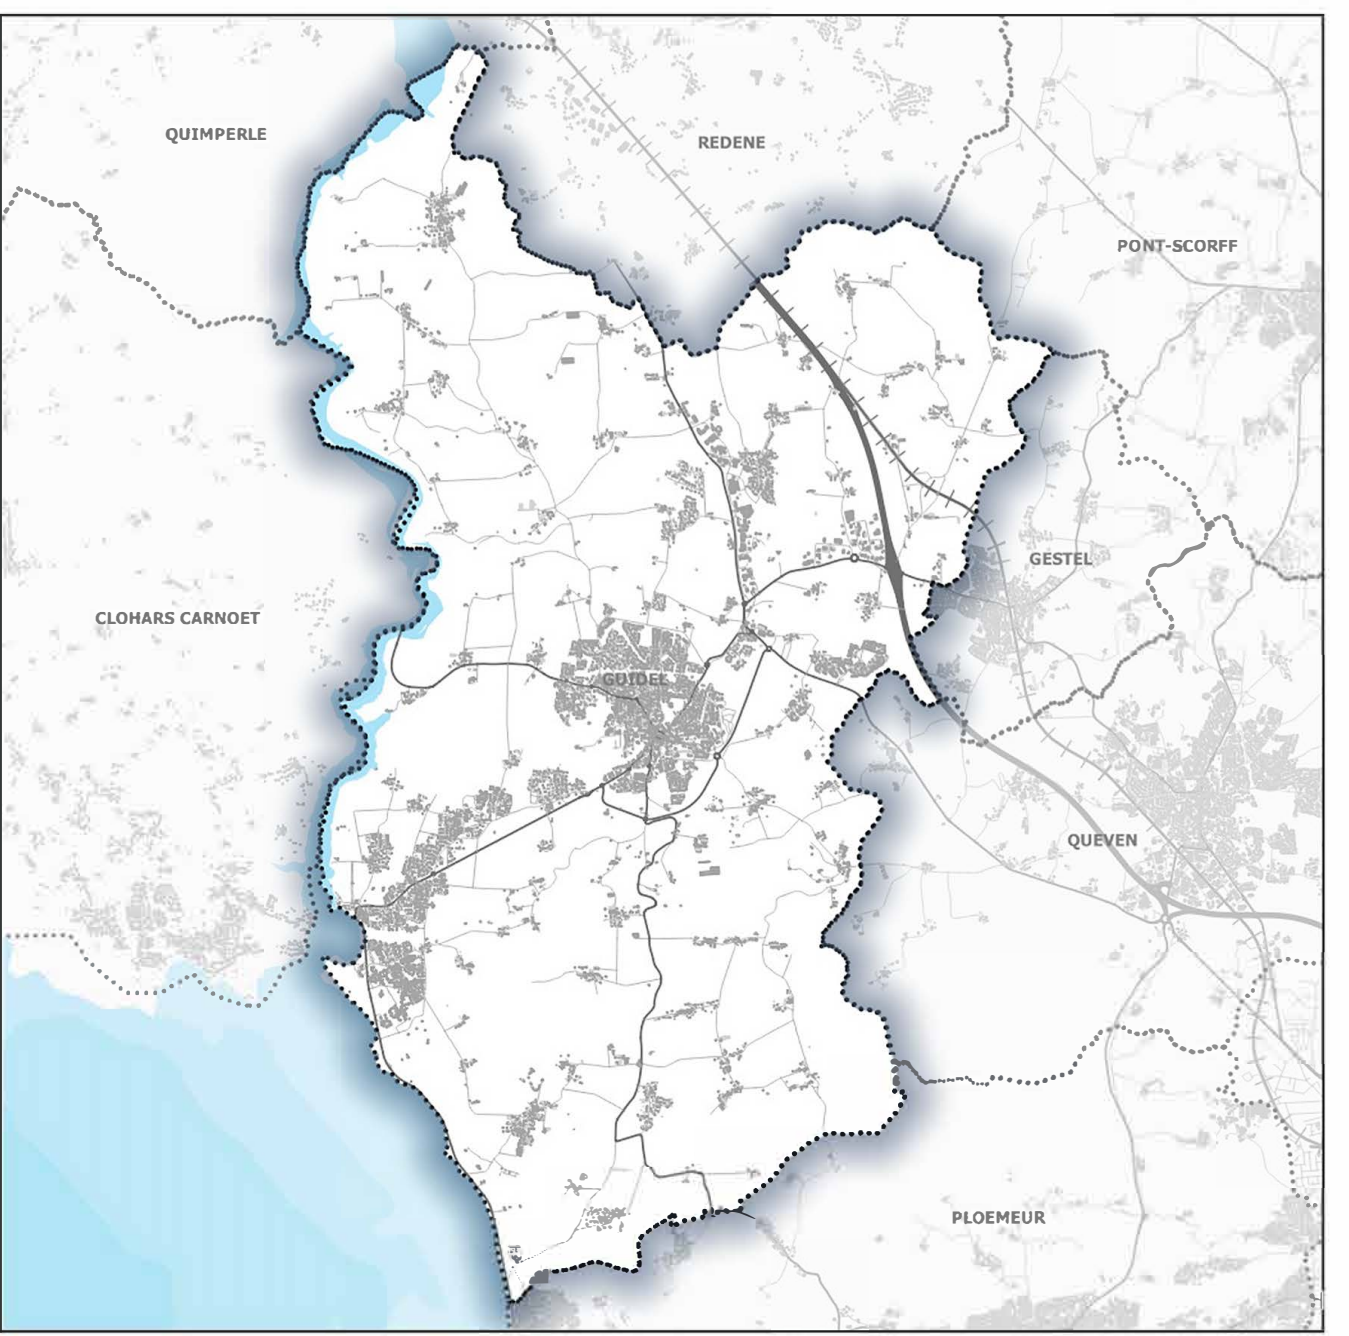 QUIMPERLE
REDENE
PONT-SCORFF
GESTEL
CLOHARS CARNOET
GUIDEL
QUEVEN
PLOEMEUR